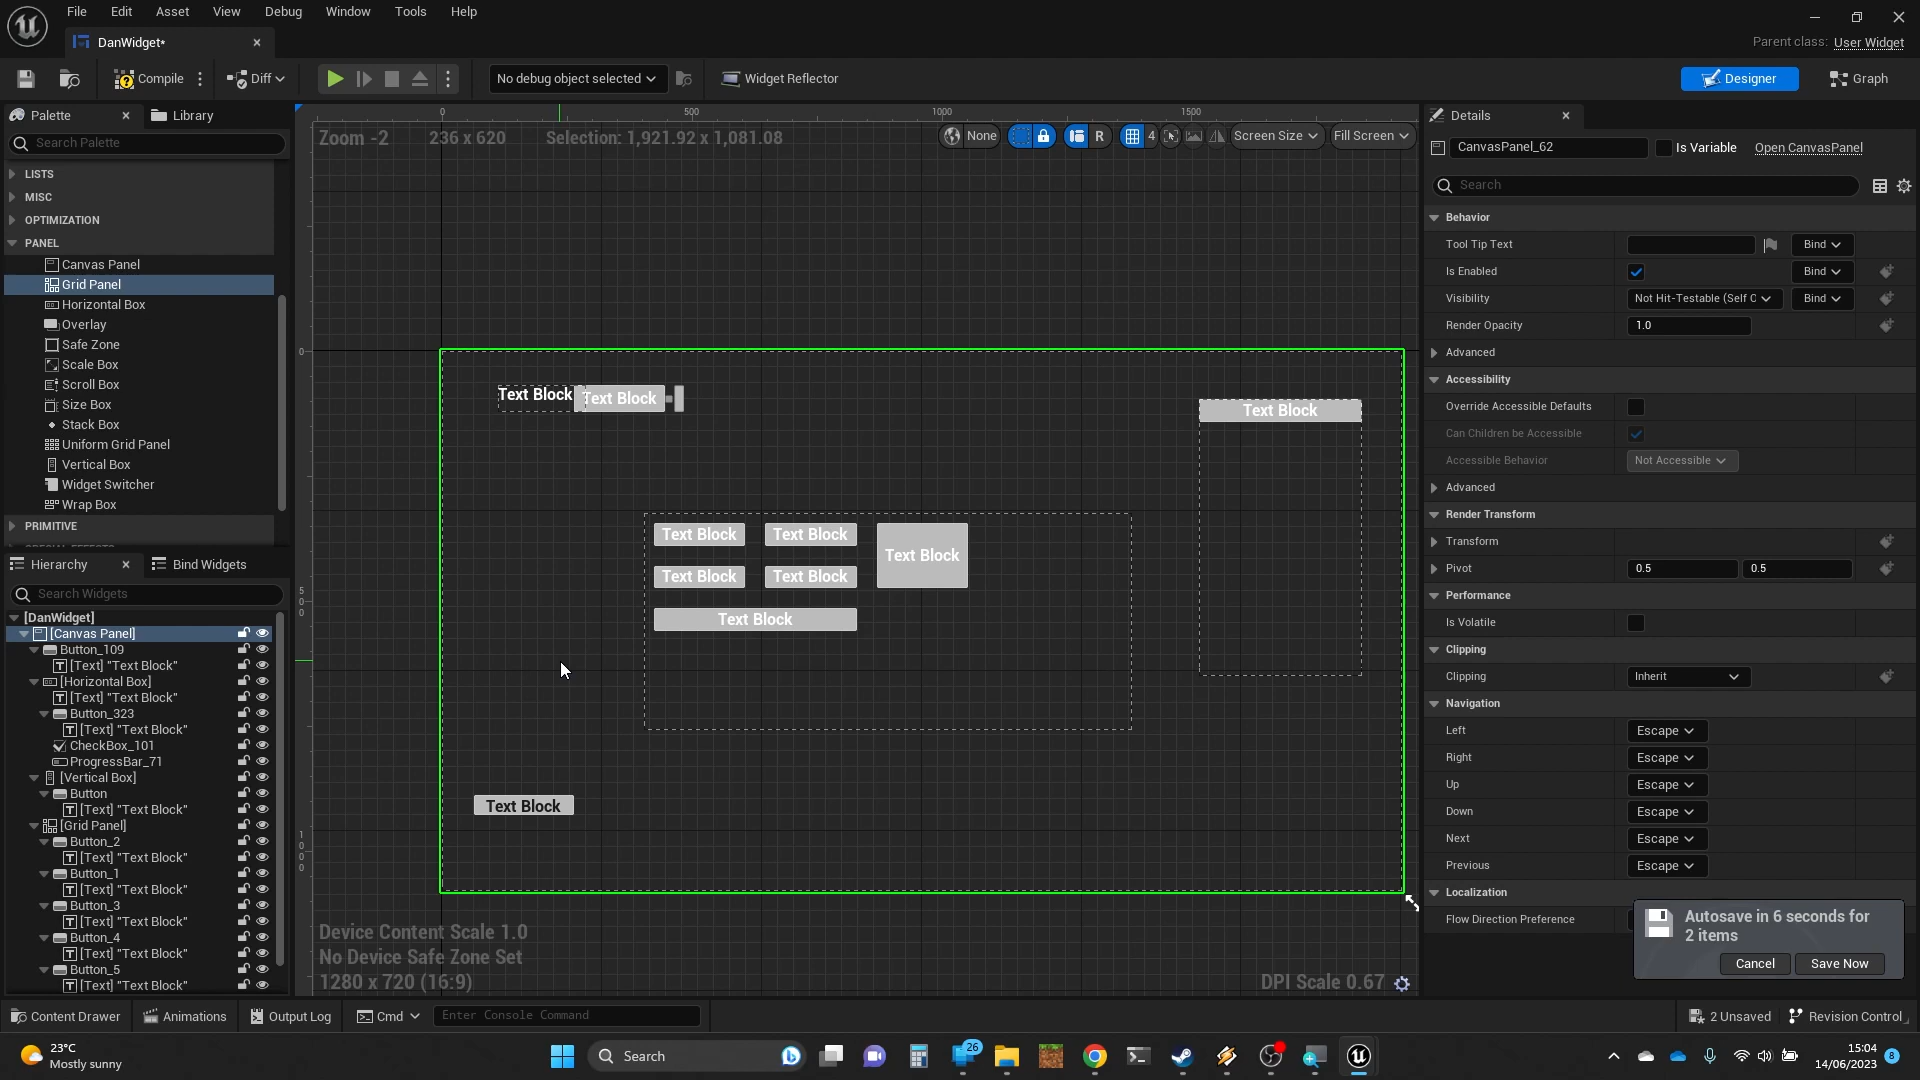 File Edit Asset View Debug Window Tools Help
DanWidget*
Parent class: User Widget
Compile
Diff
No debug object selected
Widget Reflector
Designer
Graph
Palette
Library
Search Palette
LISTS
MISC
OPTIMIZATION
PANEL
Canvas Panel
Grid Panel
Horizontal Box
Overlay
Safe Zone
Scale Box
Scroll Box
Size Box
Stack Box
Uniform Grid Panel
Vertical Box
Widget Switcher
Wrap Box
PRIMITIVE
Hierarchy
Bind Widgets
Search Widgets
[DanWidget]
[Canvas Panel]
Button_109
[Text] "Text Block"
[Horizontal Box]
[Text] "Text Block"
Button_323
[Text] "Text Block"
CheckBox_101
ProgressBar_71
[Vertical Box]
Button
[Text] "Text Block"
[Grid Panel]
Button_2
[Text] "Text Block"
Button_1
[Text] "Text Block"
Button_3
[Text] "Text Block"
Button_4
[Text] "Text Block"
Button_5
[Text] "Text Block"
0 500 1000 1500
Zoom -2 236 x 620 Selection: 1,921.92 x 1,081.08
None
R
4
Screen Size
Fill Screen
0
500
1000
Text Block Text Block
Text Block
Text Block Text Block Text Block
Text Block Text Block
Text Block
Text Block
Device Content Scale 1.0
No Device Safe Zone Set
1280 x 720 (16:9)
DPI Scale 0.67
Details
CanvasPanel_62
Is Variable
Open CanvasPanel
Search
Behavior
Tool Tip Text Bind
Is Enabled Bind
Visibility Not Hit-Testable (Self C Bind
Render Opacity 1.0
Advanced
Accessibility
Override Accessible Defaults
Can Children be Accessible
Accessible Behavior Not Accessible
Advanced
Render Transform
Transform
Pivot 0.5 0.5
Performance
Is Volatile
Clipping
Clipping Inherit
Navigation
Left Escape
Right Escape
Up Escape
Down Escape
Next Escape
Previous Escape
Localization
Flow Direction Preference
Autosave in 6 seconds for
2 items
Cancel Save Now
Content Drawer
Animations
Output Log
Cmd
Enter Console Command
2 Unsaved
Revision Control
23°C
Mostly sunny
Search
26
15:04
14/06/2023
8